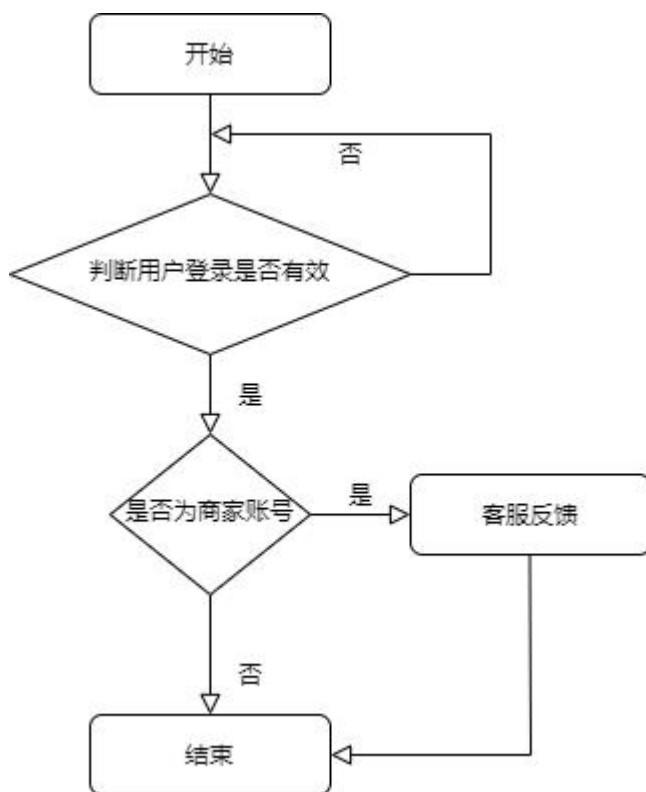 开始
否
判断用户登录是否有效
是
是否为商家账号
是
客服反馈
否
结束